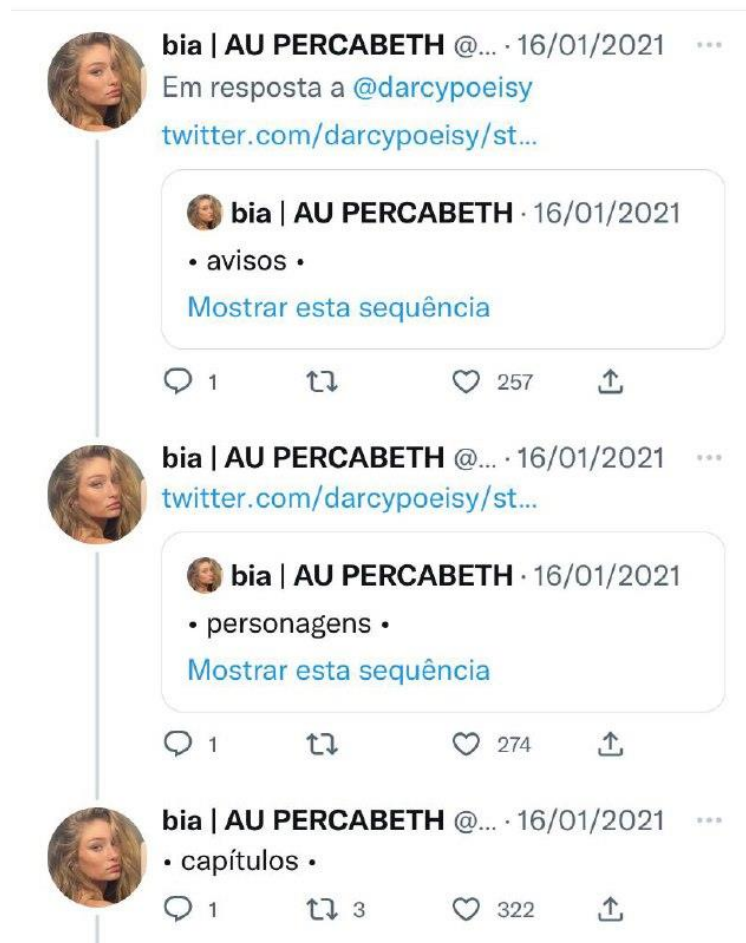 bia | AU PERCABETH @... · 16/01/2021
Em resposta a @darcypoeisy
twitter.com/darcypoeisy/st...
bia | AU PERCABETH · 16/01/2021
• avisos •
Mostrar esta sequência
1 257
bia | AU PERCABETH @... · 16/01/2021
twitter.com/darcypoeisy/st...
bia | AU PERCABETH · 16/01/2021
• personagens •
Mostrar esta sequência
1 274
bia | AU PERCABETH @... · 16/01/2021
• capítulos •
1 3 322